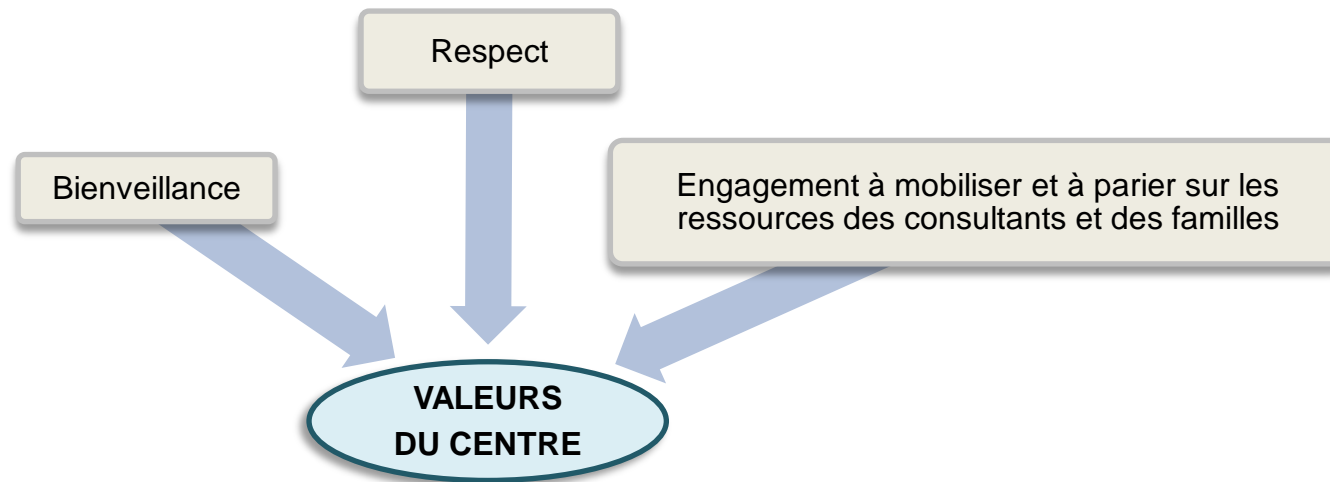 Respect
Bienveillance
Engagement à mobiliser et à parier sur les
ressources des consultants et des familles
VALEURS
DU CENTRE